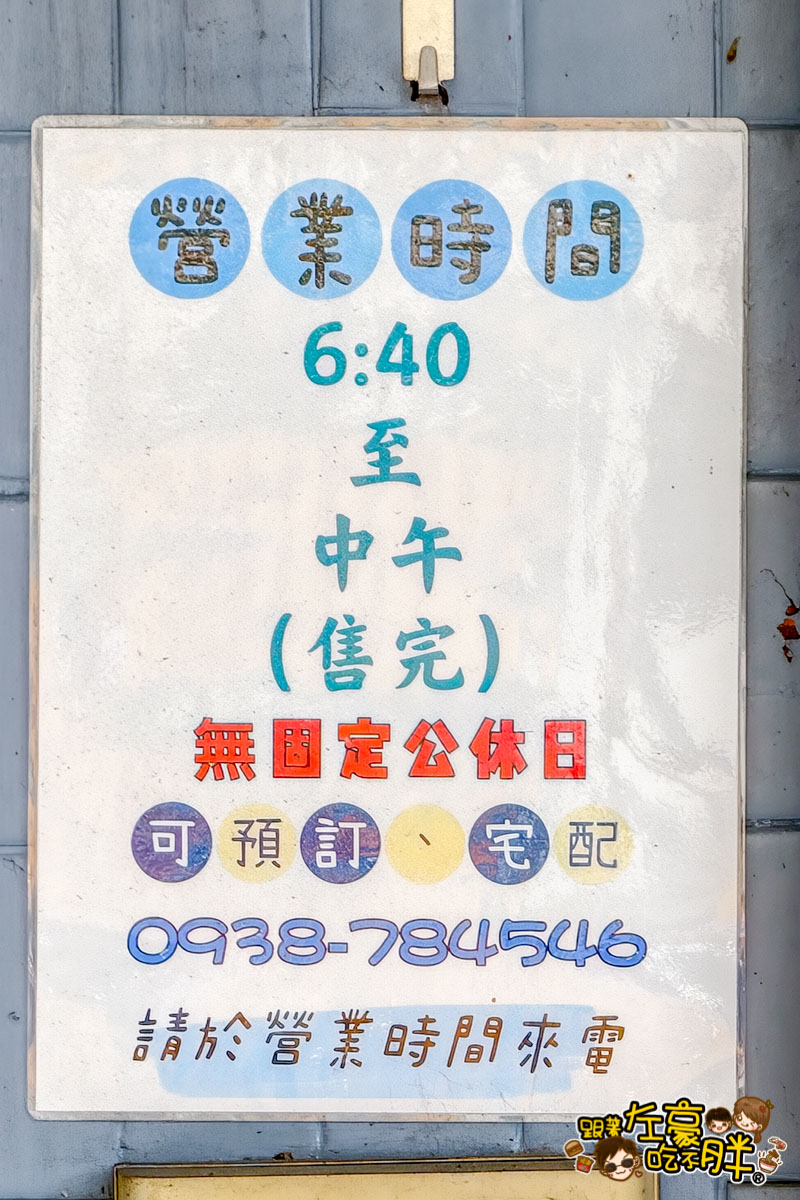 營業時間
6:40
至
中午
(售完)
無固定公休日
可預訂、宅配
0938-784546
請於營業時間來電
跟著左豪吃不胖®